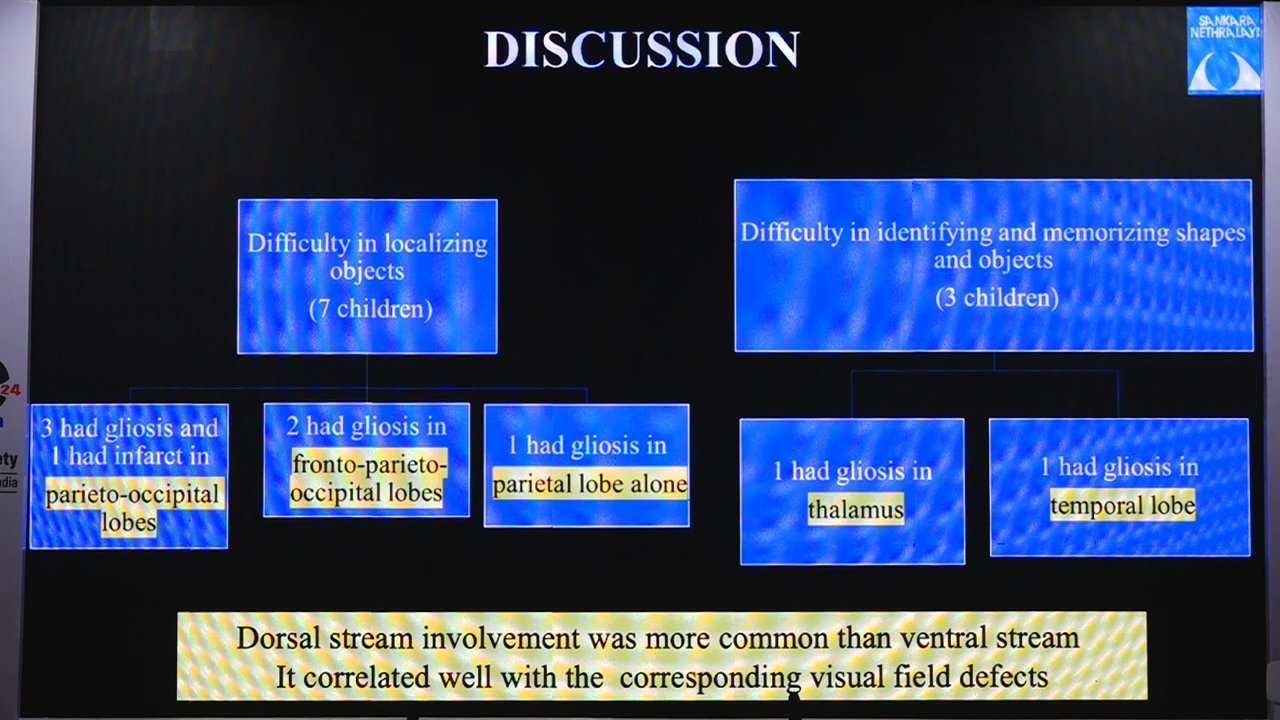 DISCUSSION
SANKARA
NETHRALAYA
Difficulty in localizing
objects
(7 children)
Difficulty in identifying and memorizing shapes
and objects
(3 children)
3 had gliosis and
1 had infarct in
parieto-occipital
lobes
2 had gliosis in
fronto-parieto-
occipital lobes
1 had gliosis in
parietal lobe alone
1 had gliosis in
thalamus
1 had gliosis in
temporal lobe
Dorsal stream involvement was more common than ventral stream
It correlated well with the corresponding visual field defects
24